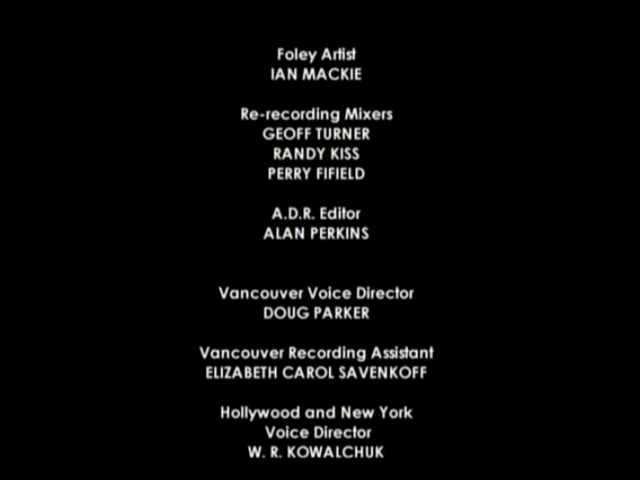 Foley Artist
IAN MACKIE
Re-recording Mixers
GEOFF TURNER
RANDY KISS
PERRY FIFIELD
A.D.R. Editor
ALAN PERKINS
Vancouver Voice Director
DOUG PARKER
Vancouver Recording Assistant
ELIZABETH CAROL SAVENKOFF
Hollywood and New York
Voice Director
W. R. KOWALCHUK